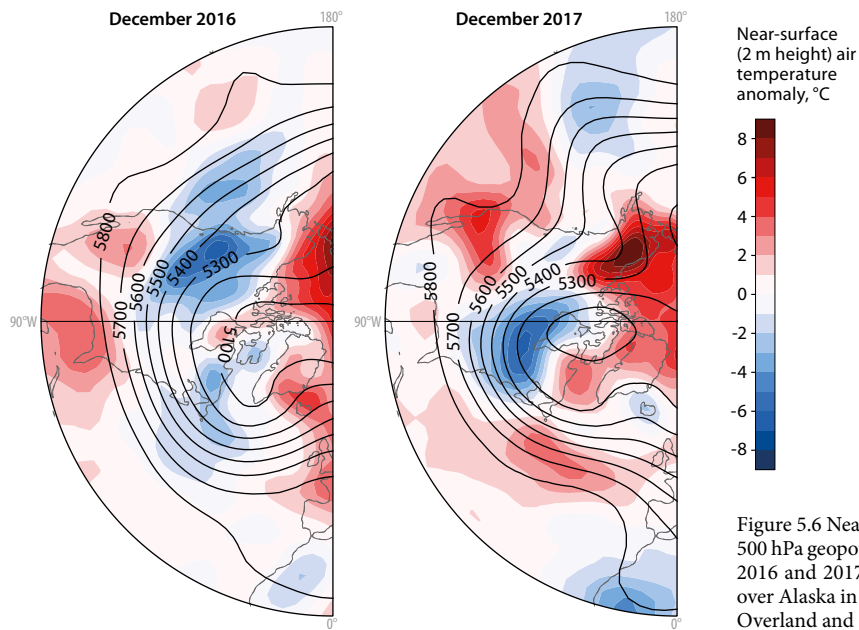 December 2016
180°
December 2017
180°
Near-surface
(2 m height) air
temperature
anomaly, °C
8
6
4
2
0
-2
-4
-6
-8
5800
5700
5600
5500
5400
5300
5100
90°W
0°
5800
5700
5600
5500
5400
5300
90°W
0°
Figure 5.6 Nea
500 hPa geopo
2016 and 2017
over Alaska in
Overland and